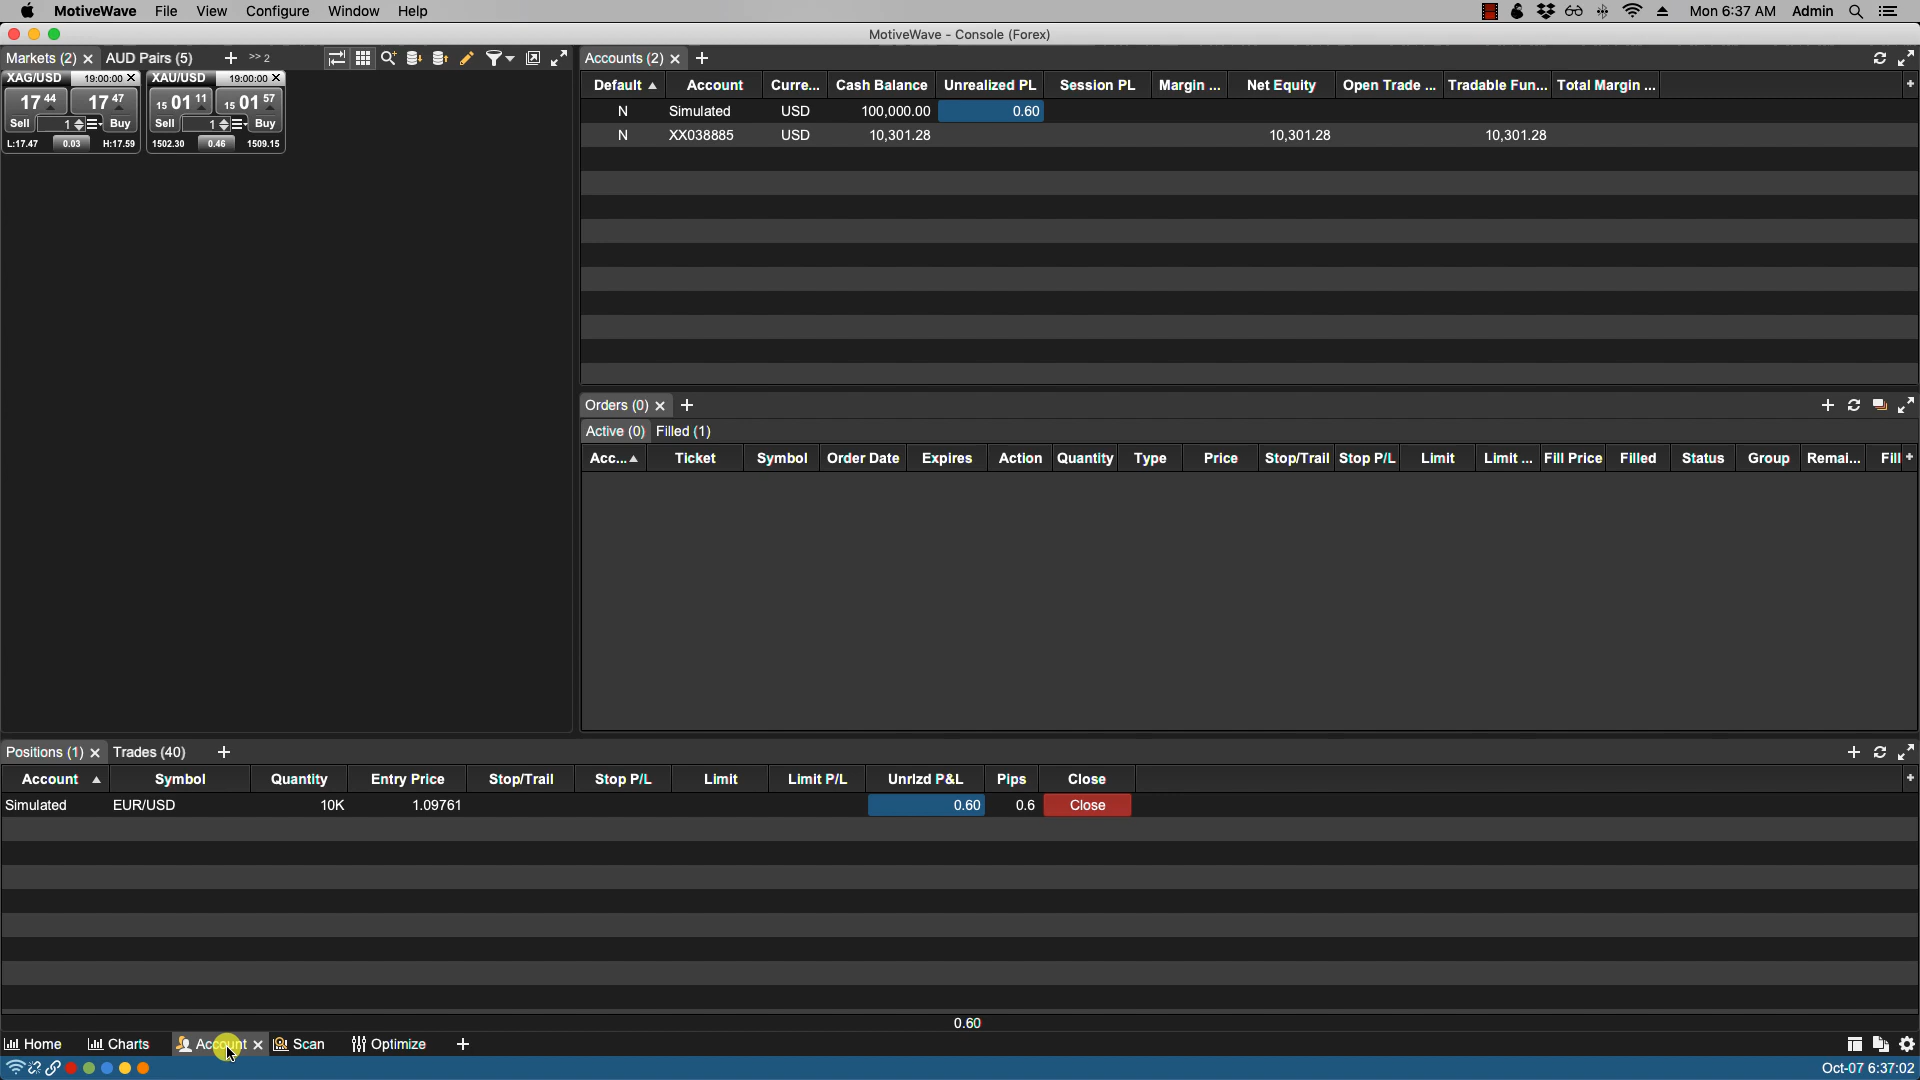 MotiveWave File View Configure Window Help Mon 6:37 AM Admin
MotiveWave - Console (Forex)
Markets (2) AUD Pairs (5) + >> 2
XAG/USD 19:00:00 XAU/USD 19:00:00
17 44 17 47 15 01 11 15 01 57
Sell 1 Buy Sell 1 Buy
L:17.47 0.03 H:17.59 1502.30 0.46 1509.15
Accounts (2) +
Default Account Curre... Cash Balance Unrealized PL Session PL Margin ... Net Equity Open Trade ... Tradable Fun... Total Margin ... +
N Simulated USD 100,000.00 0.60
N XX038885 USD 10,301.28 10,301.28 10,301.28
Orders (0) +
Active (0) Filled (1)
Acc... Ticket Symbol Order Date Expires Action Quantity Type Price Stop/Trail Stop P/L Limit Limit ... Fill Price Filled Status Group Remai... Fill +
Positions (1) Trades (40) +
Account Symbol Quantity Entry Price Stop/Trail Stop P/L Limit Limit P/L Unrlzd P&L Pips Close +
Simulated EUR/USD 10K 1.09761 0.60 0.6 Close
0.60
Home Charts Account Scan Optimize +
Oct-07 6:37:02